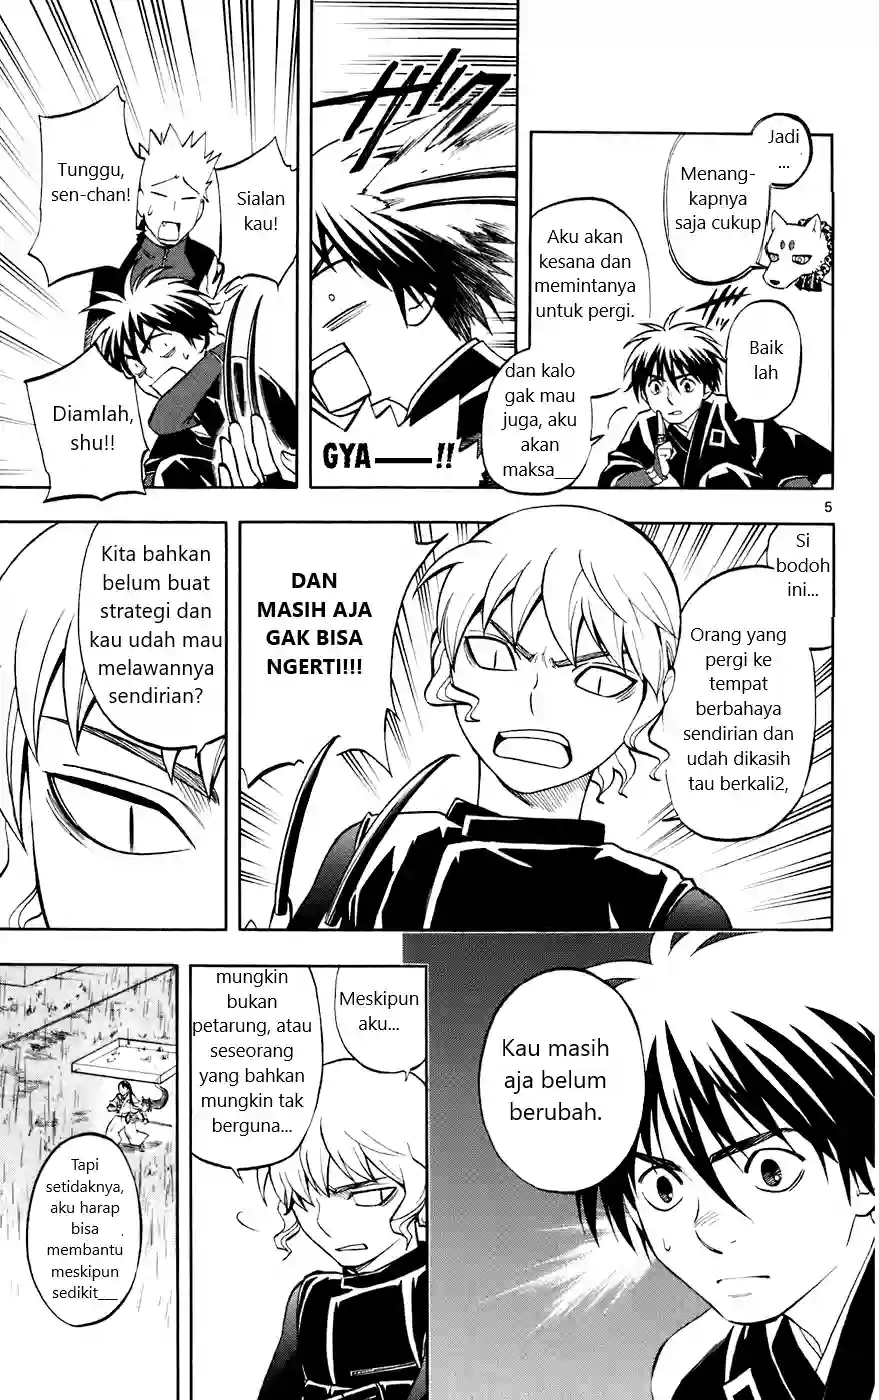 Jadi
...
Menang-
kapnya
saja cukup
Baik
lah
Aku akan
kesana dan
memintanya
untuk pergi.
dan kalo
gak mau
juga, aku
akan
maksa__
ガッ
GYA——!!
Sialan
kau!
Tunggu,
sen-chan!
Diamlah,
shu!!
5
Si
bodoh
ini...
Orang yang
pergi ke
tempat
berbahaya
sendirian dan
udah dikasih
tau berkali2,
DAN
MASIH AJA
GAK BISA
NGERTI!!!
Kita bahkan
belum buat
strategi dan
kau udah mau
melawannya
sendirian?
Kau masih
aja belum
berubah.
Meskipun
aku...
mungkin
bukan
petarung, atau
seseorang
yang bahkan
mungkin tak
berguna...
Tapi
setidaknya,
aku harap
bisa
membantu
meskipun
sedikit__